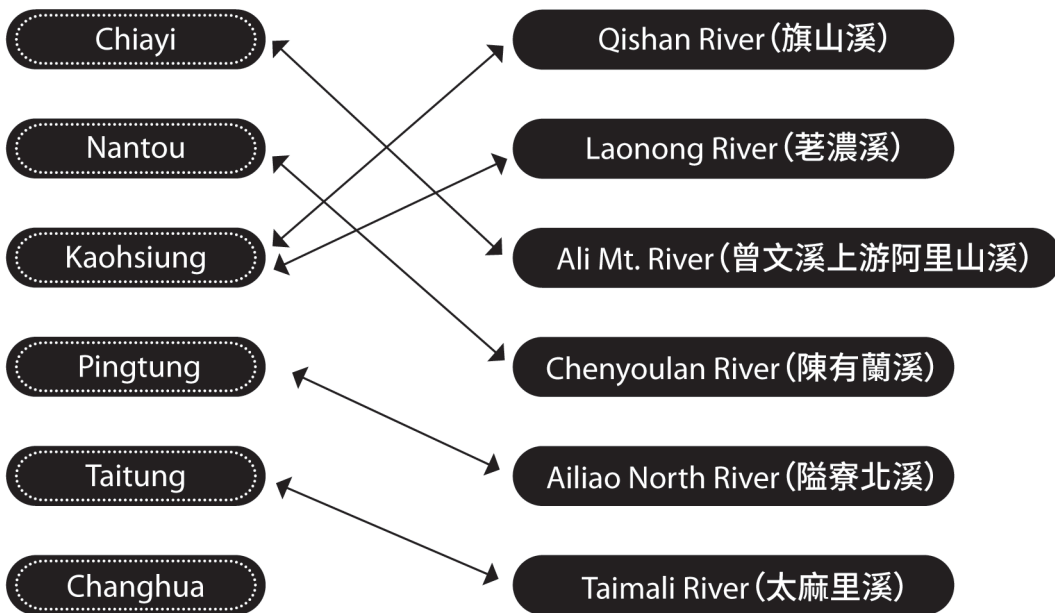 Chiayi
Qishan River (旗山溪)
Nantou
Laonong River (荖濃溪)
Kaohsiung
Ali Mt. River (曾文溪上游阿里山溪)
Pingtung
Chenyoulan River (陳有蘭溪)
Taitung
Ailiao North River (隘寮北溪)
Changhua
Taimali River (太麻里溪)